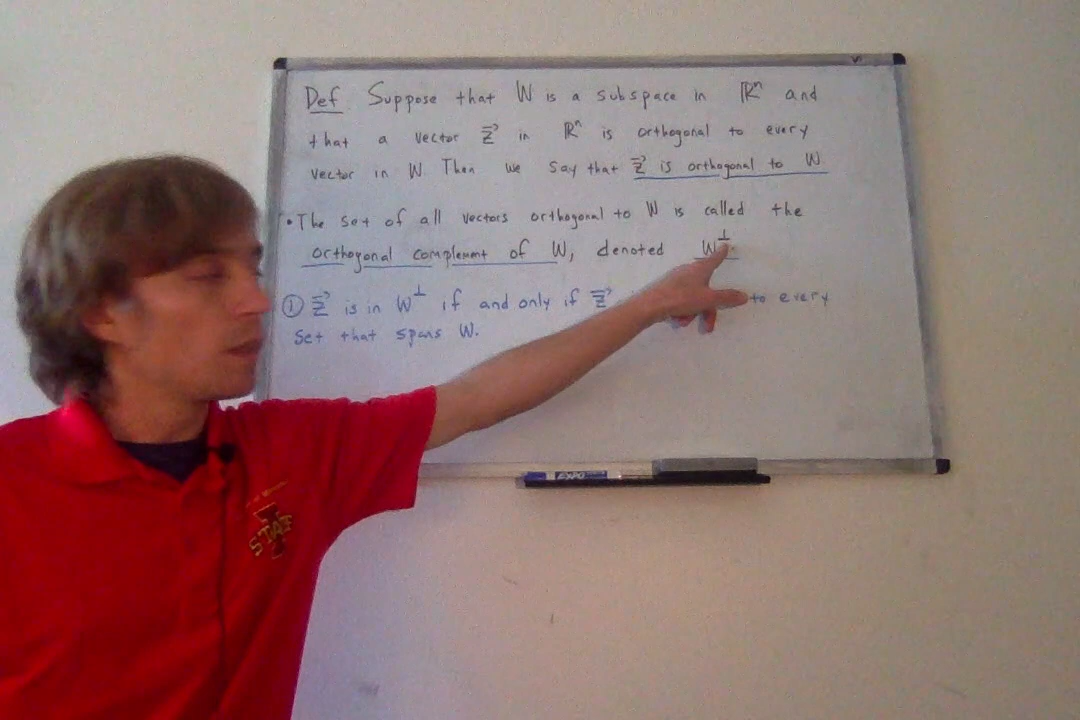 Def Suppose that W is a subspace in ℝⁿ and
that a vector z⃗ in ℝⁿ is orthogonal to every
vector in W Then we say that z⃗ is orthogonal to W
• The set of all vectors orthogonal to W is called the
orthogonal complemnt of W, denoted W⊥.
① z⃗ is in W⊥ if and only if z⃗ to every
set that spans W.
EXPO
STATE